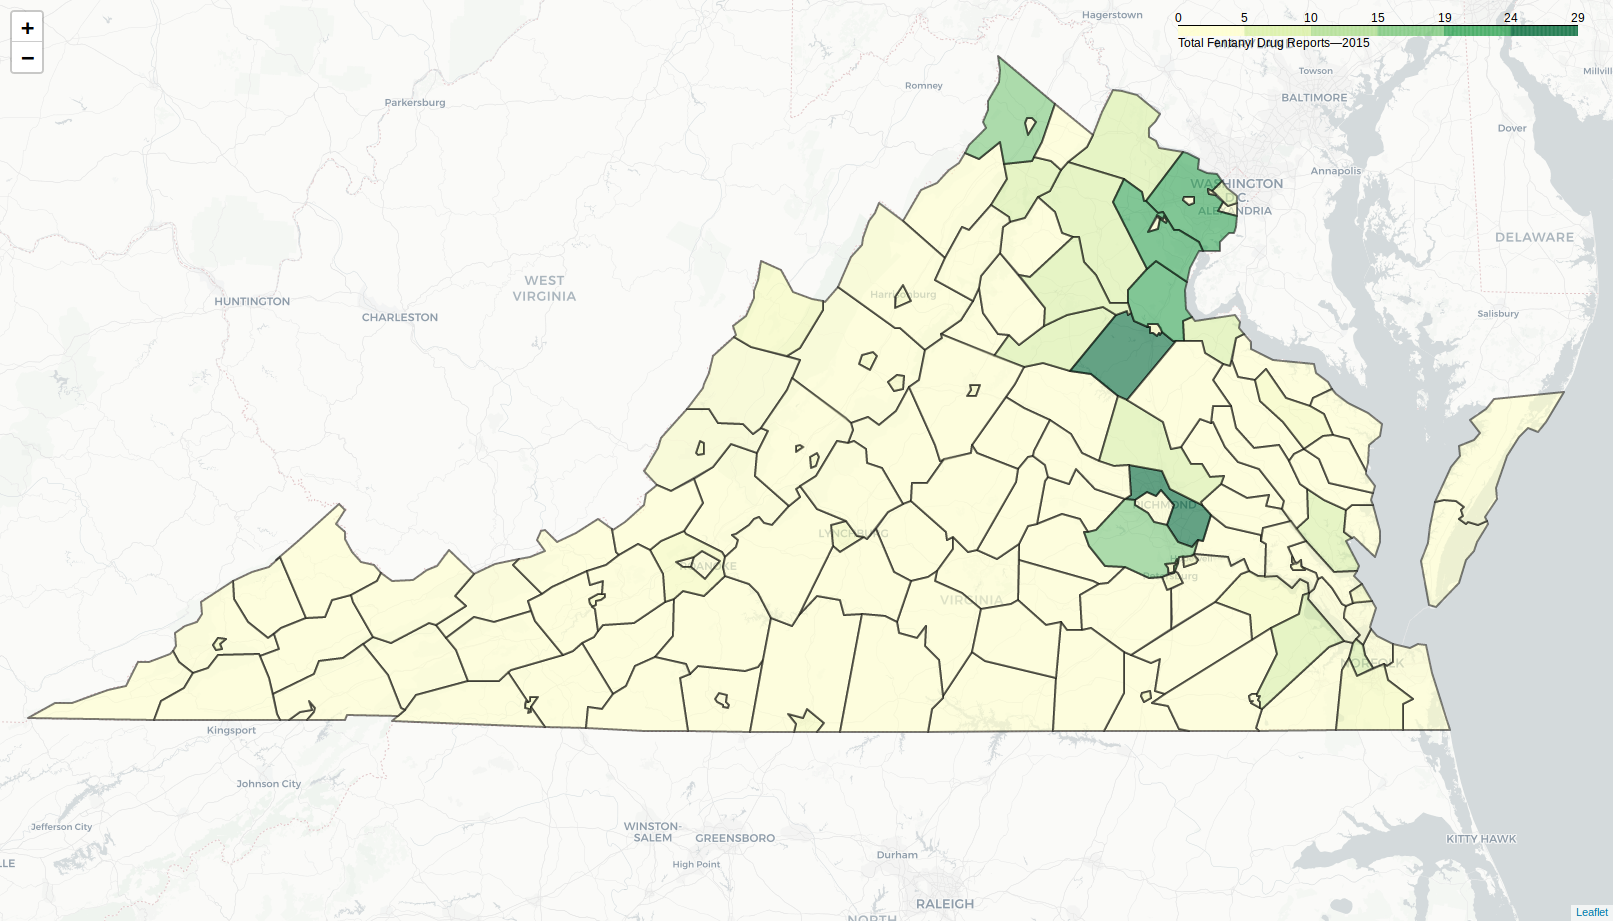 +
−
Hagerstown
0 5 10 15 19 24 29
Total Fentanyl Drug Reports—2015
Towson
Millvill
Romney
BALTIMORE
Parkersburg
Dover
Annapolis
WASHINGTON
D.C.
ALEXANDRIA
DELAWARE
WEST
VIRGINIA
Harrisonburg
HUNTINGTON
CHARLESTON
Salisbury
RICHMOND
LYNCHBURG
ROANOKE
Petersburg
VIRGINIA
NORFOLK
Kingsport
Johnson City
Jefferson City
WINSTON-
SALEM
GREENSBORO
KITTY HAWK
High Point
Durham
LLE
RALEIGH
NORTH
Leaflet